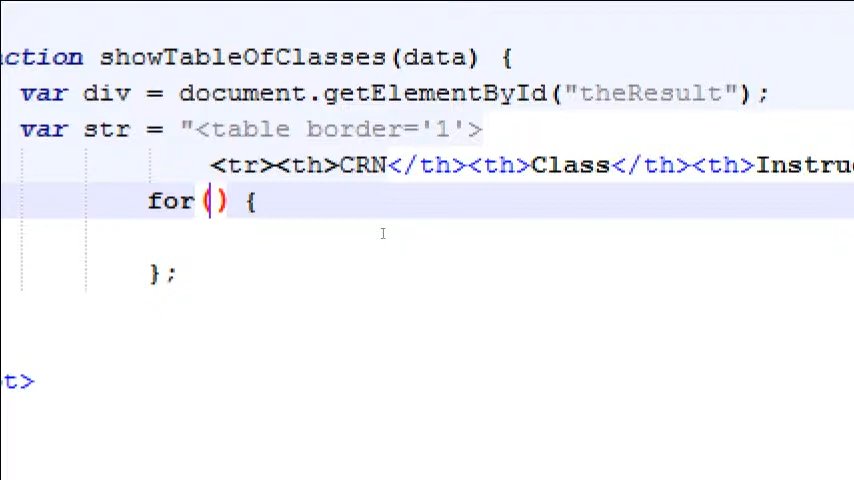 ction showTableOfClasses(data) {
var div = document.getElementById("theResult");
var str = "<table border='1'>
<tr><th>CRN</th><th>Class</th><th>Instruc
for() {
};
t>